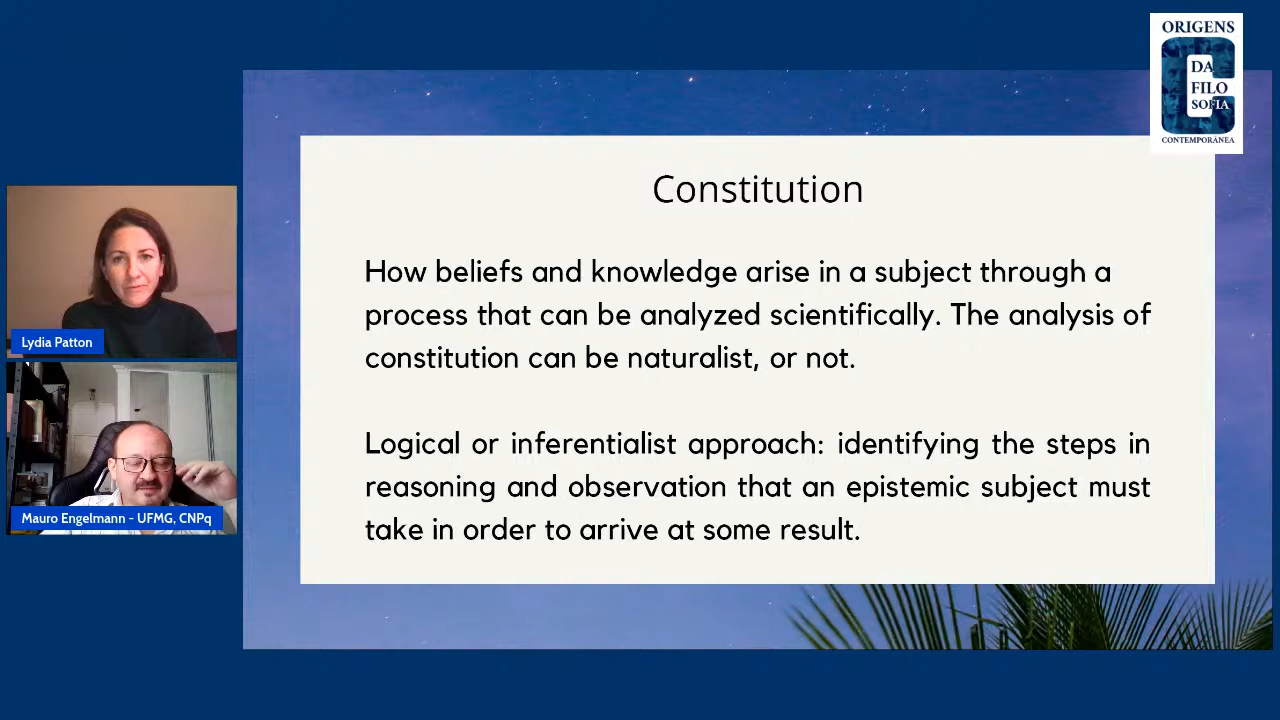 ORIGENS
DA
FILO
SOFIA
CONTEMPORÂNEA
Constitution
How beliefs and knowledge arise in a subject through a
process that can be analyzed scientifically. The analysis of
constitution can be naturalist, or not.
Logical or inferentialist approach: identifying the steps in
reasoning and observation that an epistemic subject must
take in order to arrive at some result.
Lydia Patton
Mauro Engelmann - UFMG, CNPq